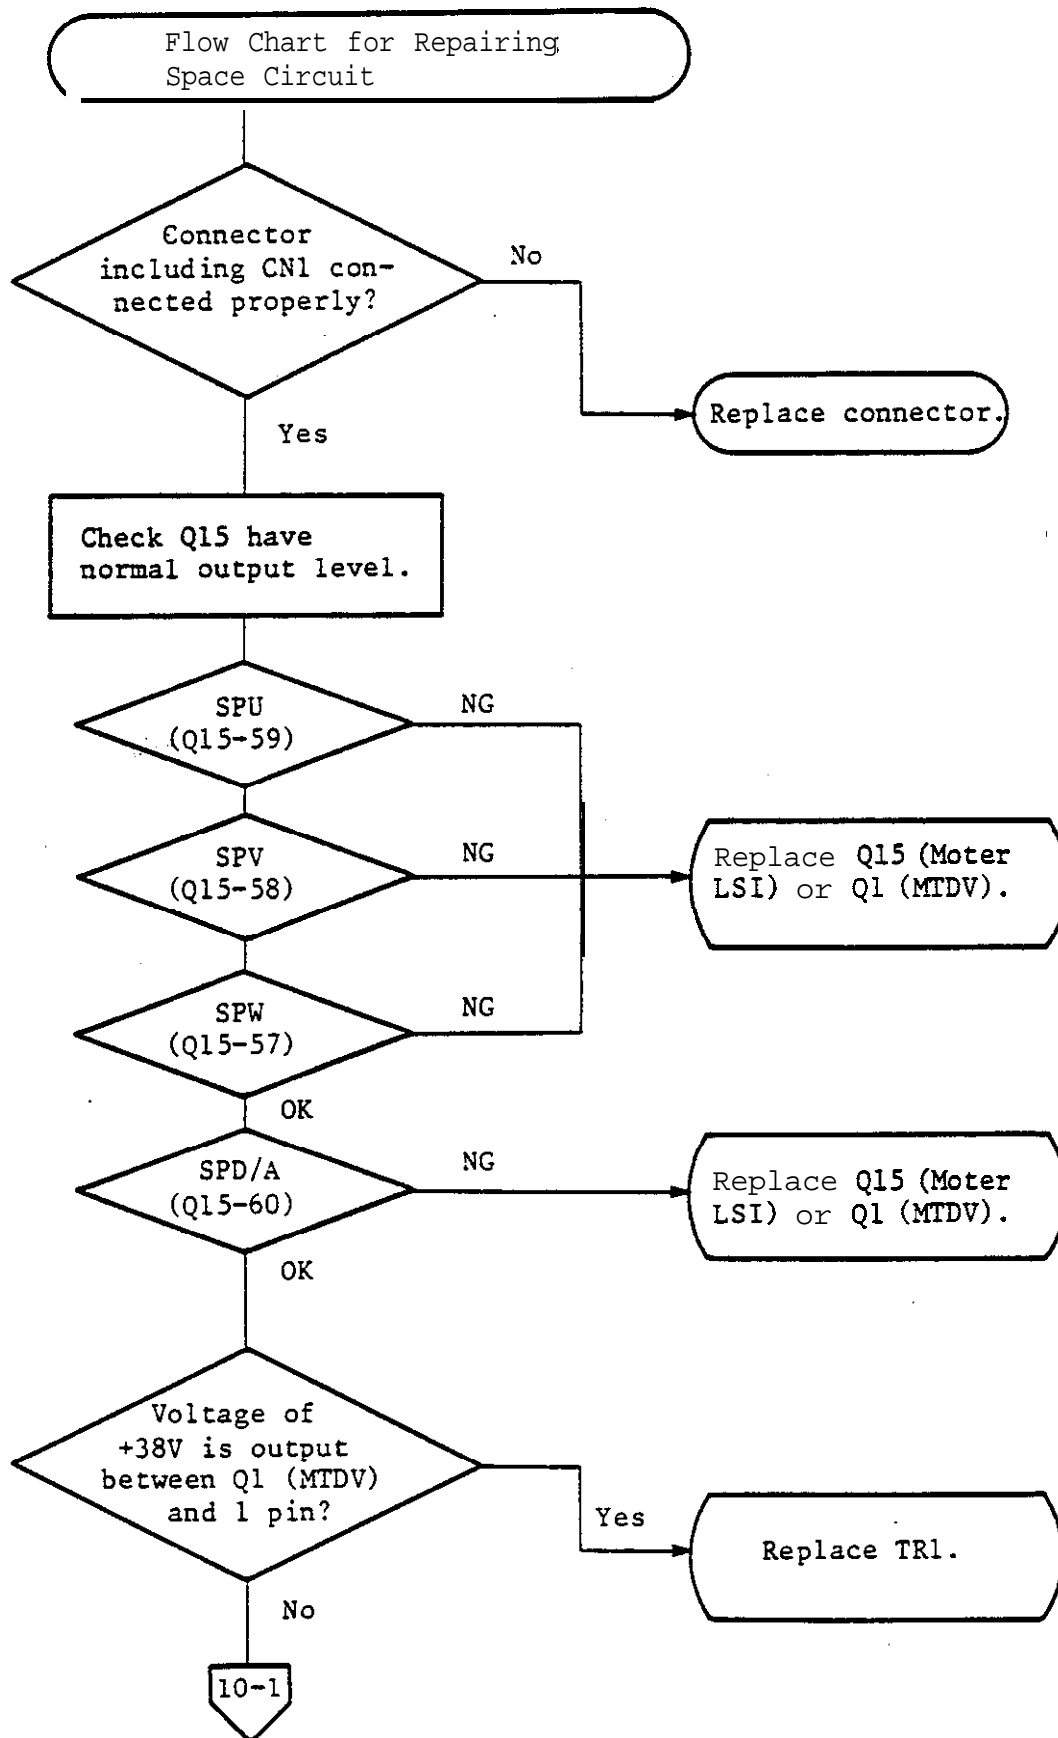 Flow Chart for Repairing
Space Circuit
Connector
including CN1 con-
nected properly?
No
Replace connector.
Yes
Check Q15 have
normal output level.
SPU
(Q15-59)
NG
SPV
(Q15-58)
NG
Replace Q15 (Moter
LSI) or Q1 (MTDV).
SPW
(Q15-57)
NG
OK
SPD/A
(Q15-60)
NG
Replace Q15 (Moter
LSI) or Q1 (MTDV).
OK
Voltage of
+38V is output
between Q1 (MTDV)
and 1 pin?
Yes
Replace TR1.
No
10-1